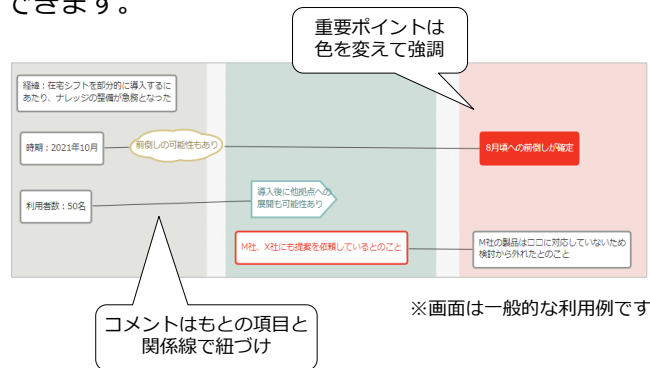 できます。
重要ポイントは
色を変えて強調
経緯：在宅シフトを部分的に導入するに
あたり、ナレッジの整備が急務となった
時期：2021年10月
前倒しの可能性もあり
8月頃への前倒しが確定
導入後に他拠点への
展開も可能性あり
利用者数：50名
M社、X社にも提案を依頼しているとのこと
M社の製品は□□に対応していないため
検討から外れたとのこと
※画面は一般的な利用例です
コメントはもとの項目と
関係線で紐づけ